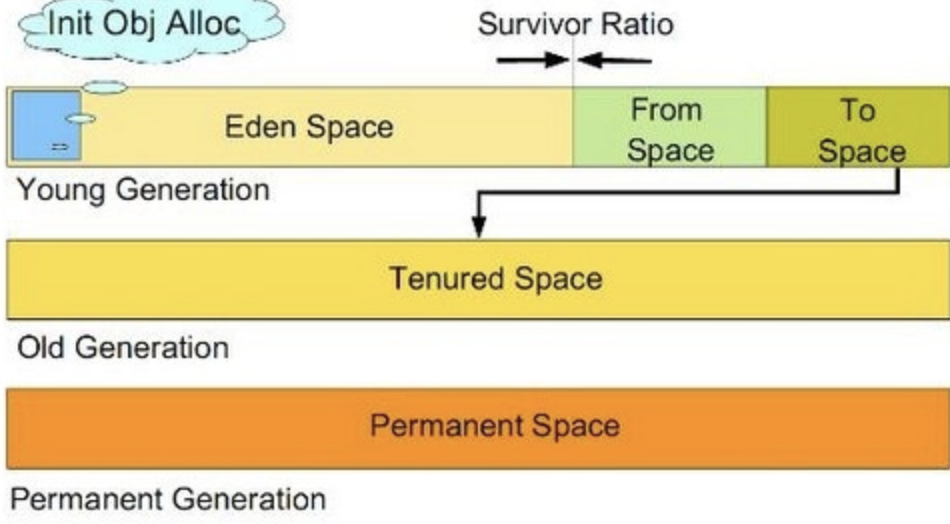 Init Obj Alloc
Survivor Ratio
Eden Space
From
Space
To
Space
Young Generation
Tenured Space
Old Generation
Permanent Space
Permanent Generation